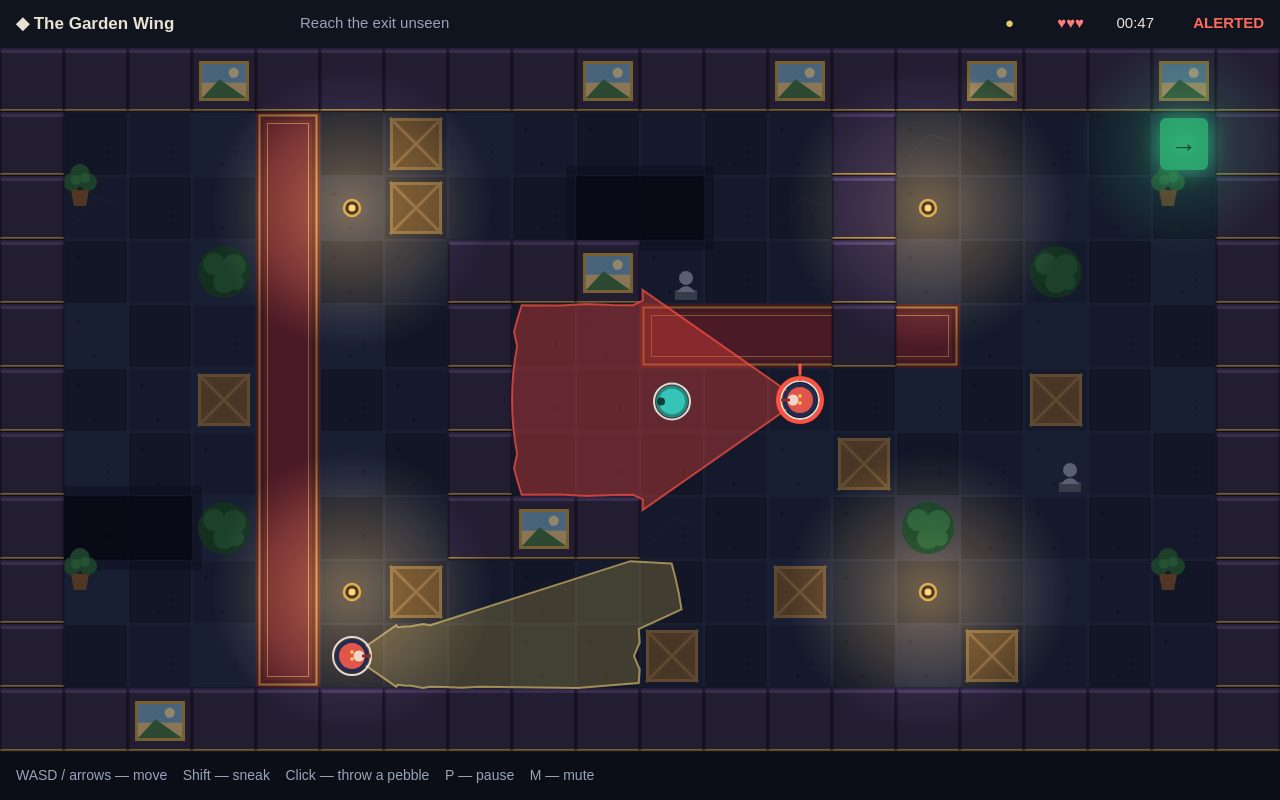 ◆ The Garden Wing
Reach the exit unseen
● ♥♥♥ 00:47 ALERTED
→
WASD / arrows — move Shift — sneak Click — throw a pebble P — pause M — mute